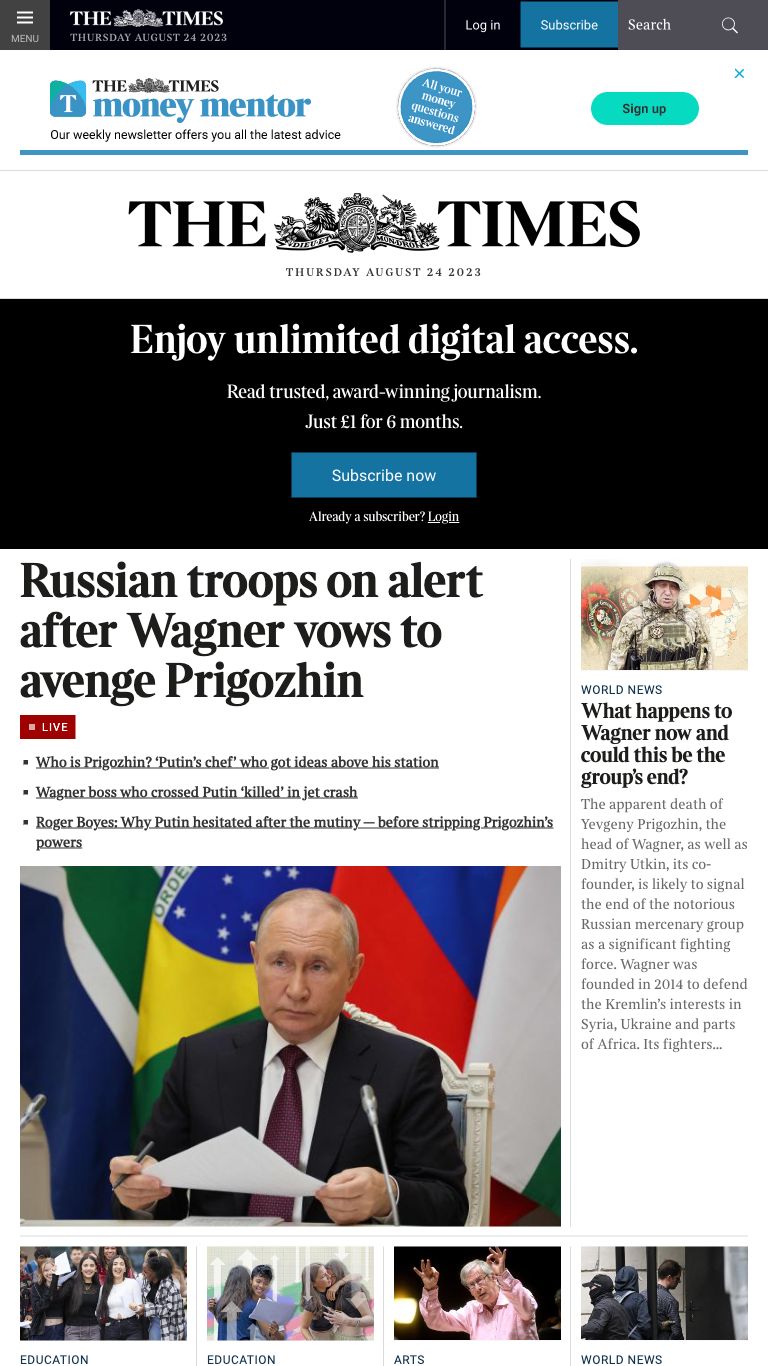 MENU
THE TIMES
THURSDAY AUGUST 24 2023
Log in
Subscribe
Search
THE TIMES
money mentor
Our weekly newsletter offers you all the latest advice
All your
money
questions
answered
Sign up
THE TIMES
DIEU ET MON DROIT
THURSDAY AUGUST 24 2023
Enjoy unlimited digital access.
Read trusted, award-winning journalism.
Just £1 for 6 months.
Subscribe now
Already a subscriber? Login
Russian troops on alert
after Wagner vows to
avenge Prigozhin
LIVE
Who is Prigozhin? ‘Putin’s chef’ who got ideas above his station
Wagner boss who crossed Putin ‘killed’ in jet crash
Roger Boyes: Why Putin hesitated after the mutiny — before stripping Prigozhin’s
powers
ORDE
WORLD NEWS
What happens to
Wagner now and
could this be the
group’s end?
The apparent death of
Yevgeny Prigozhin, the
head of Wagner, as well as
Dmitry Utkin, its co-
founder, is likely to signal
the end of the notorious
Russian mercenary group
as a significant fighting
force. Wagner was
founded in 2014 to defend
the Kremlin’s interests in
Syria, Ukraine and parts
of Africa. Its fighters...
EDUCATION
EDUCATION
ARTS
WORLD NEWS